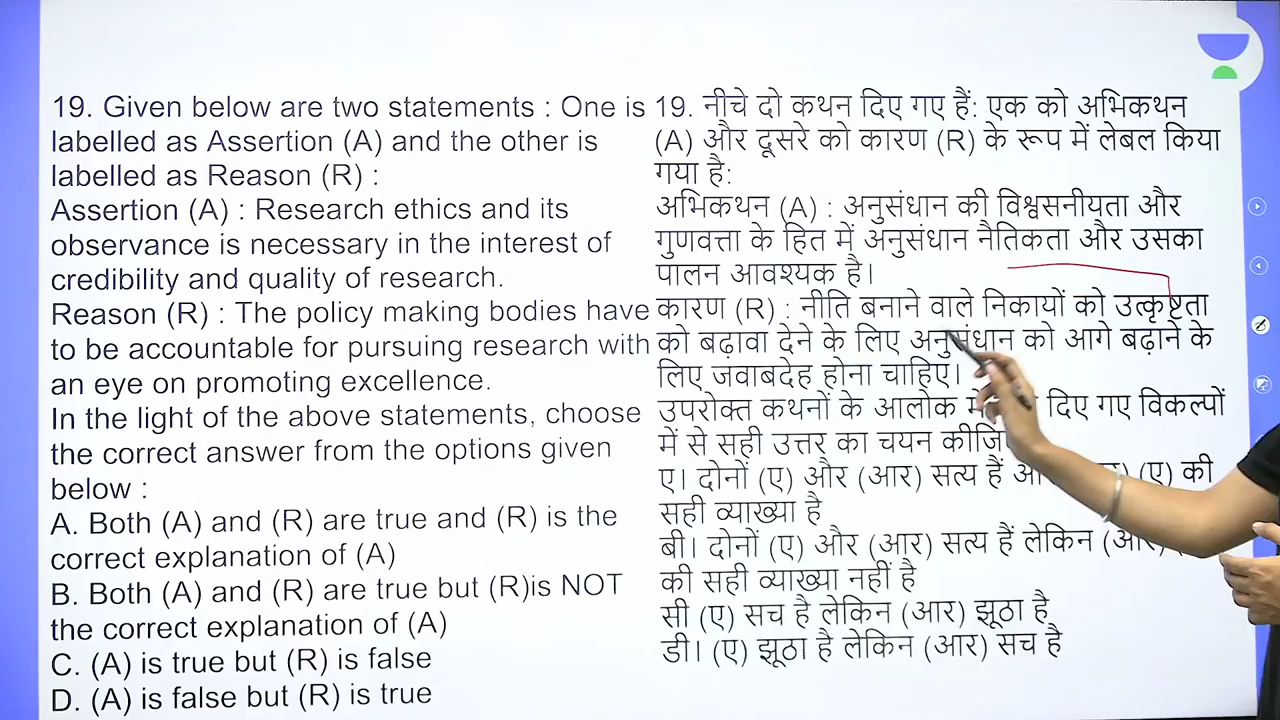 19. Given below are two statements : One is
labelled as Assertion (A) and the other is
labelled as Reason (R) :
Assertion (A) : Research ethics and its
observance is necessary in the interest of
credibility and quality of research.
Reason (R) : The policy making bodies have
to be accountable for pursuing research with
an eye on promoting excellence.
In the light of the above statements, choose
the correct answer from the options given
below :
A. Both (A) and (R) are true and (R) is the
correct explanation of (A)
B. Both (A) and (R) are true but (R)is NOT
the correct explanation of (A)
C. (A) is true but (R) is false
D. (A) is false but (R) is true
19. नीचे दो कथन दिए गए हैं: एक को अभिकथन
(A) और दूसरे को कारण (R) के रूप में लेबल किया
गया है:
अभिकथन (A) : अनुसंधान की विश्वसनीयता और
गुणवत्ता के हित में अनुसंधान नैतिकता और उसका
पालन आवश्यक है।
कारण (R) : नीति बनाने वाले निकायों को उत्कृष्टता
को बढ़ावा देने के लिए अनुसंधान को आगे बढ़ाने के
लिए जवाबदेह होना चाहिए।
उपरोक्त कथनों के आलोक में दिए गए विकल्पों
में से सही उत्तर का चयन
ए। दोनों (ए) और (आर) सत्य हैं (ए) की
सही व्याख्या है
बी। दोनों (ए) और (आर) सत्य हैं लेकिन
की सही व्याख्या नहीं है
सी (ए) सच है लेकिन (आर) झूठा है
डी। (ए) झूठा है लेकिन (आर) सच है